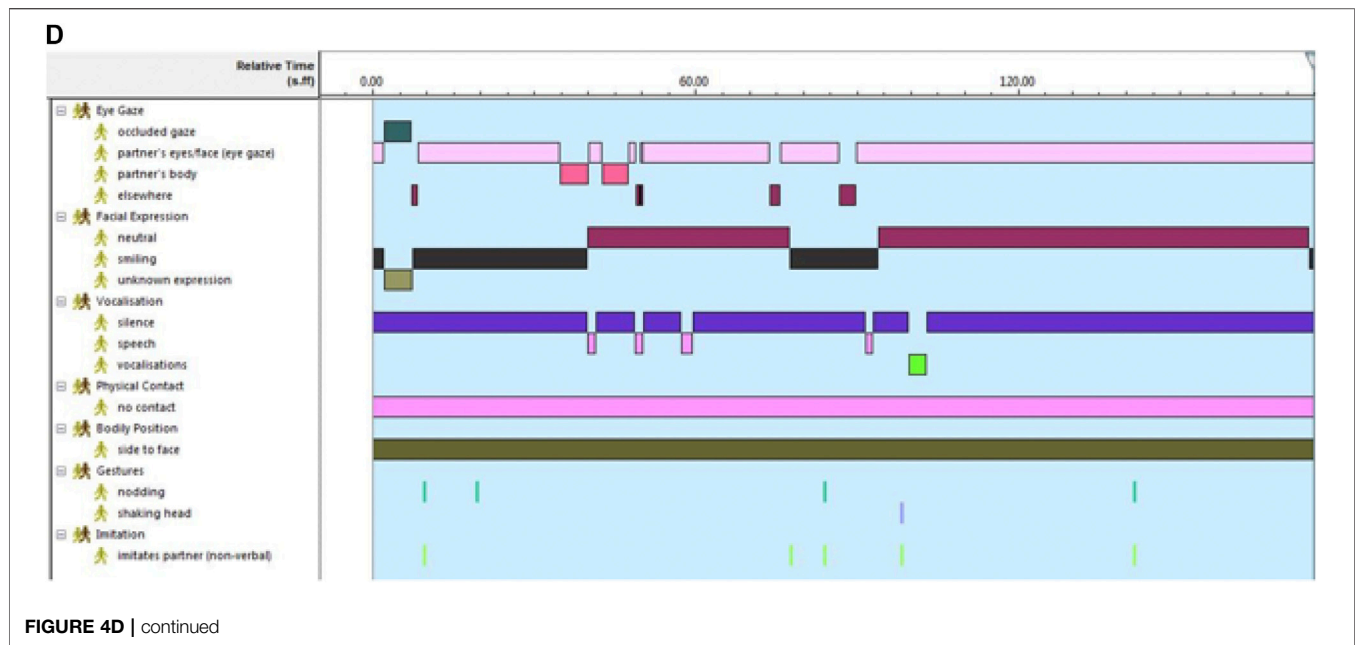 D
Relative Time
(s.ff)
0.00 60.00 120.00
Eye Gaze
occluded gaze
partner's eyes/face (eye gaze)
partner's body
elsewhere
Facial Expression
neutral
smiling
unknown expression
Vocalisation
silence
speech
vocalisations
Physical Contact
no contact
Bodily Position
side to face
Gestures
nodding
shaking head
Imitation
imitates partner (non-verbal)
FIGURE 4D | continued